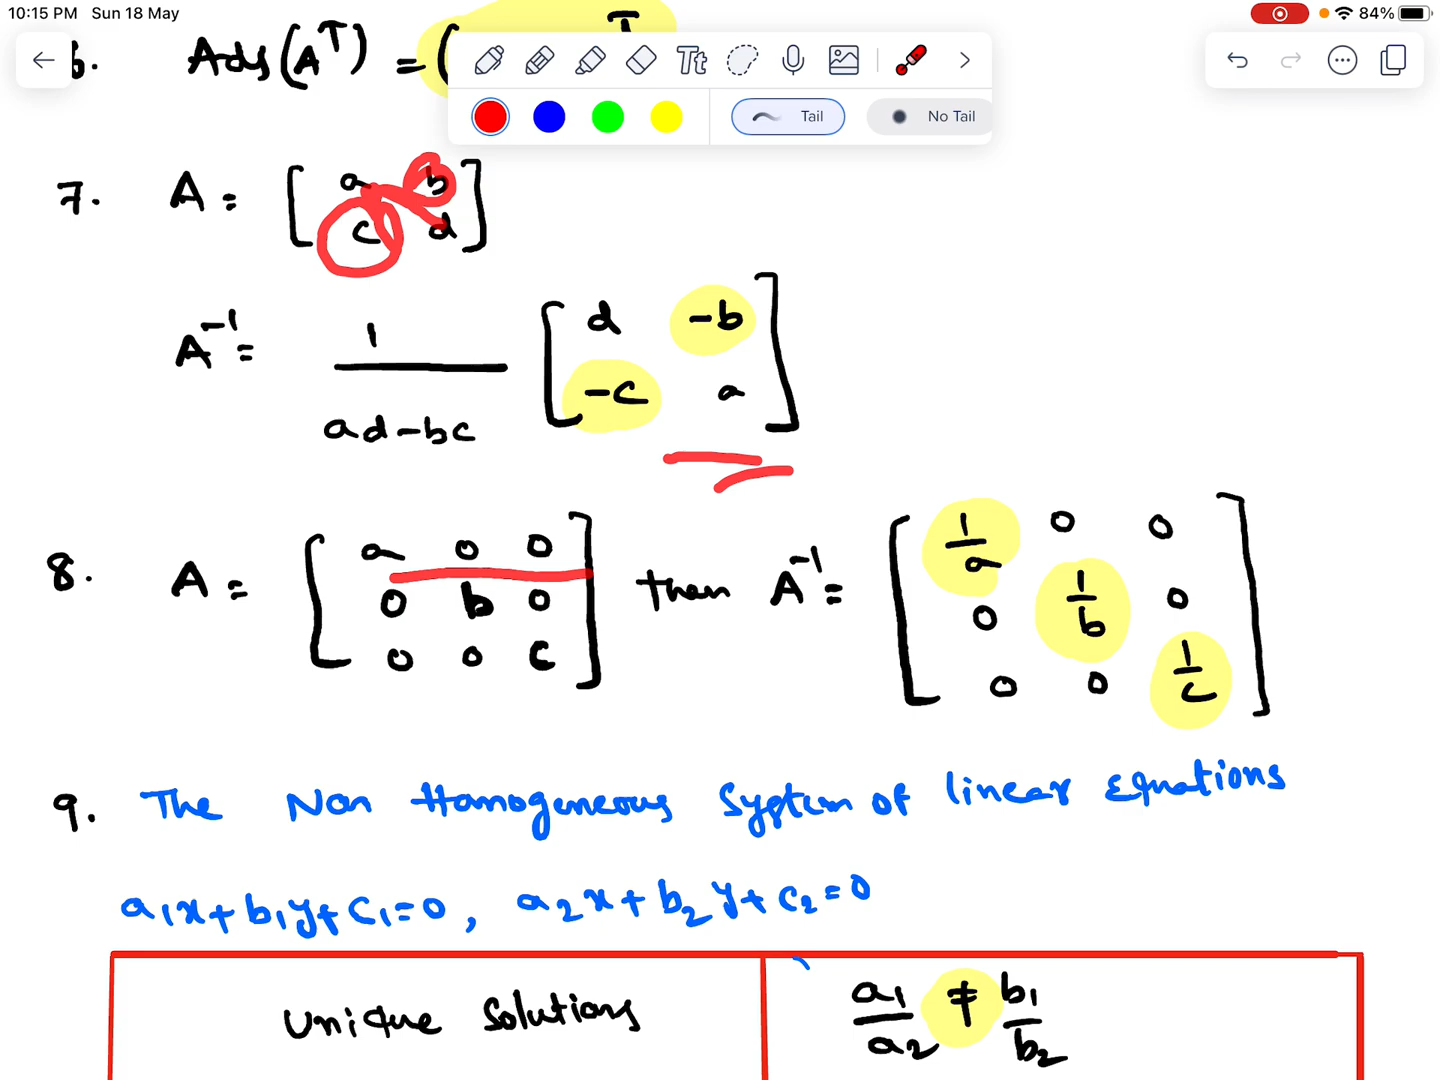 10:15 PM Sun 18 May
84%
6. Adj (A^T) = ( T
Tt
Tail
No Tail
7. A = [ a b
c d ]
A^-1 = 1 / ad-bc [ d -b
-c a ]
8. A = [ a 0 0
0 b 0
0 0 c ] then A^-1 = [ 1/a 0 0
0 1/b 0
0 0 1/c ]
9. The Non Homogeneous System of linear Equations
a1x + b1y + c1 = 0, a2x + b2y + c2 = 0
unique solutions a1/a2 ≠ b1/b2